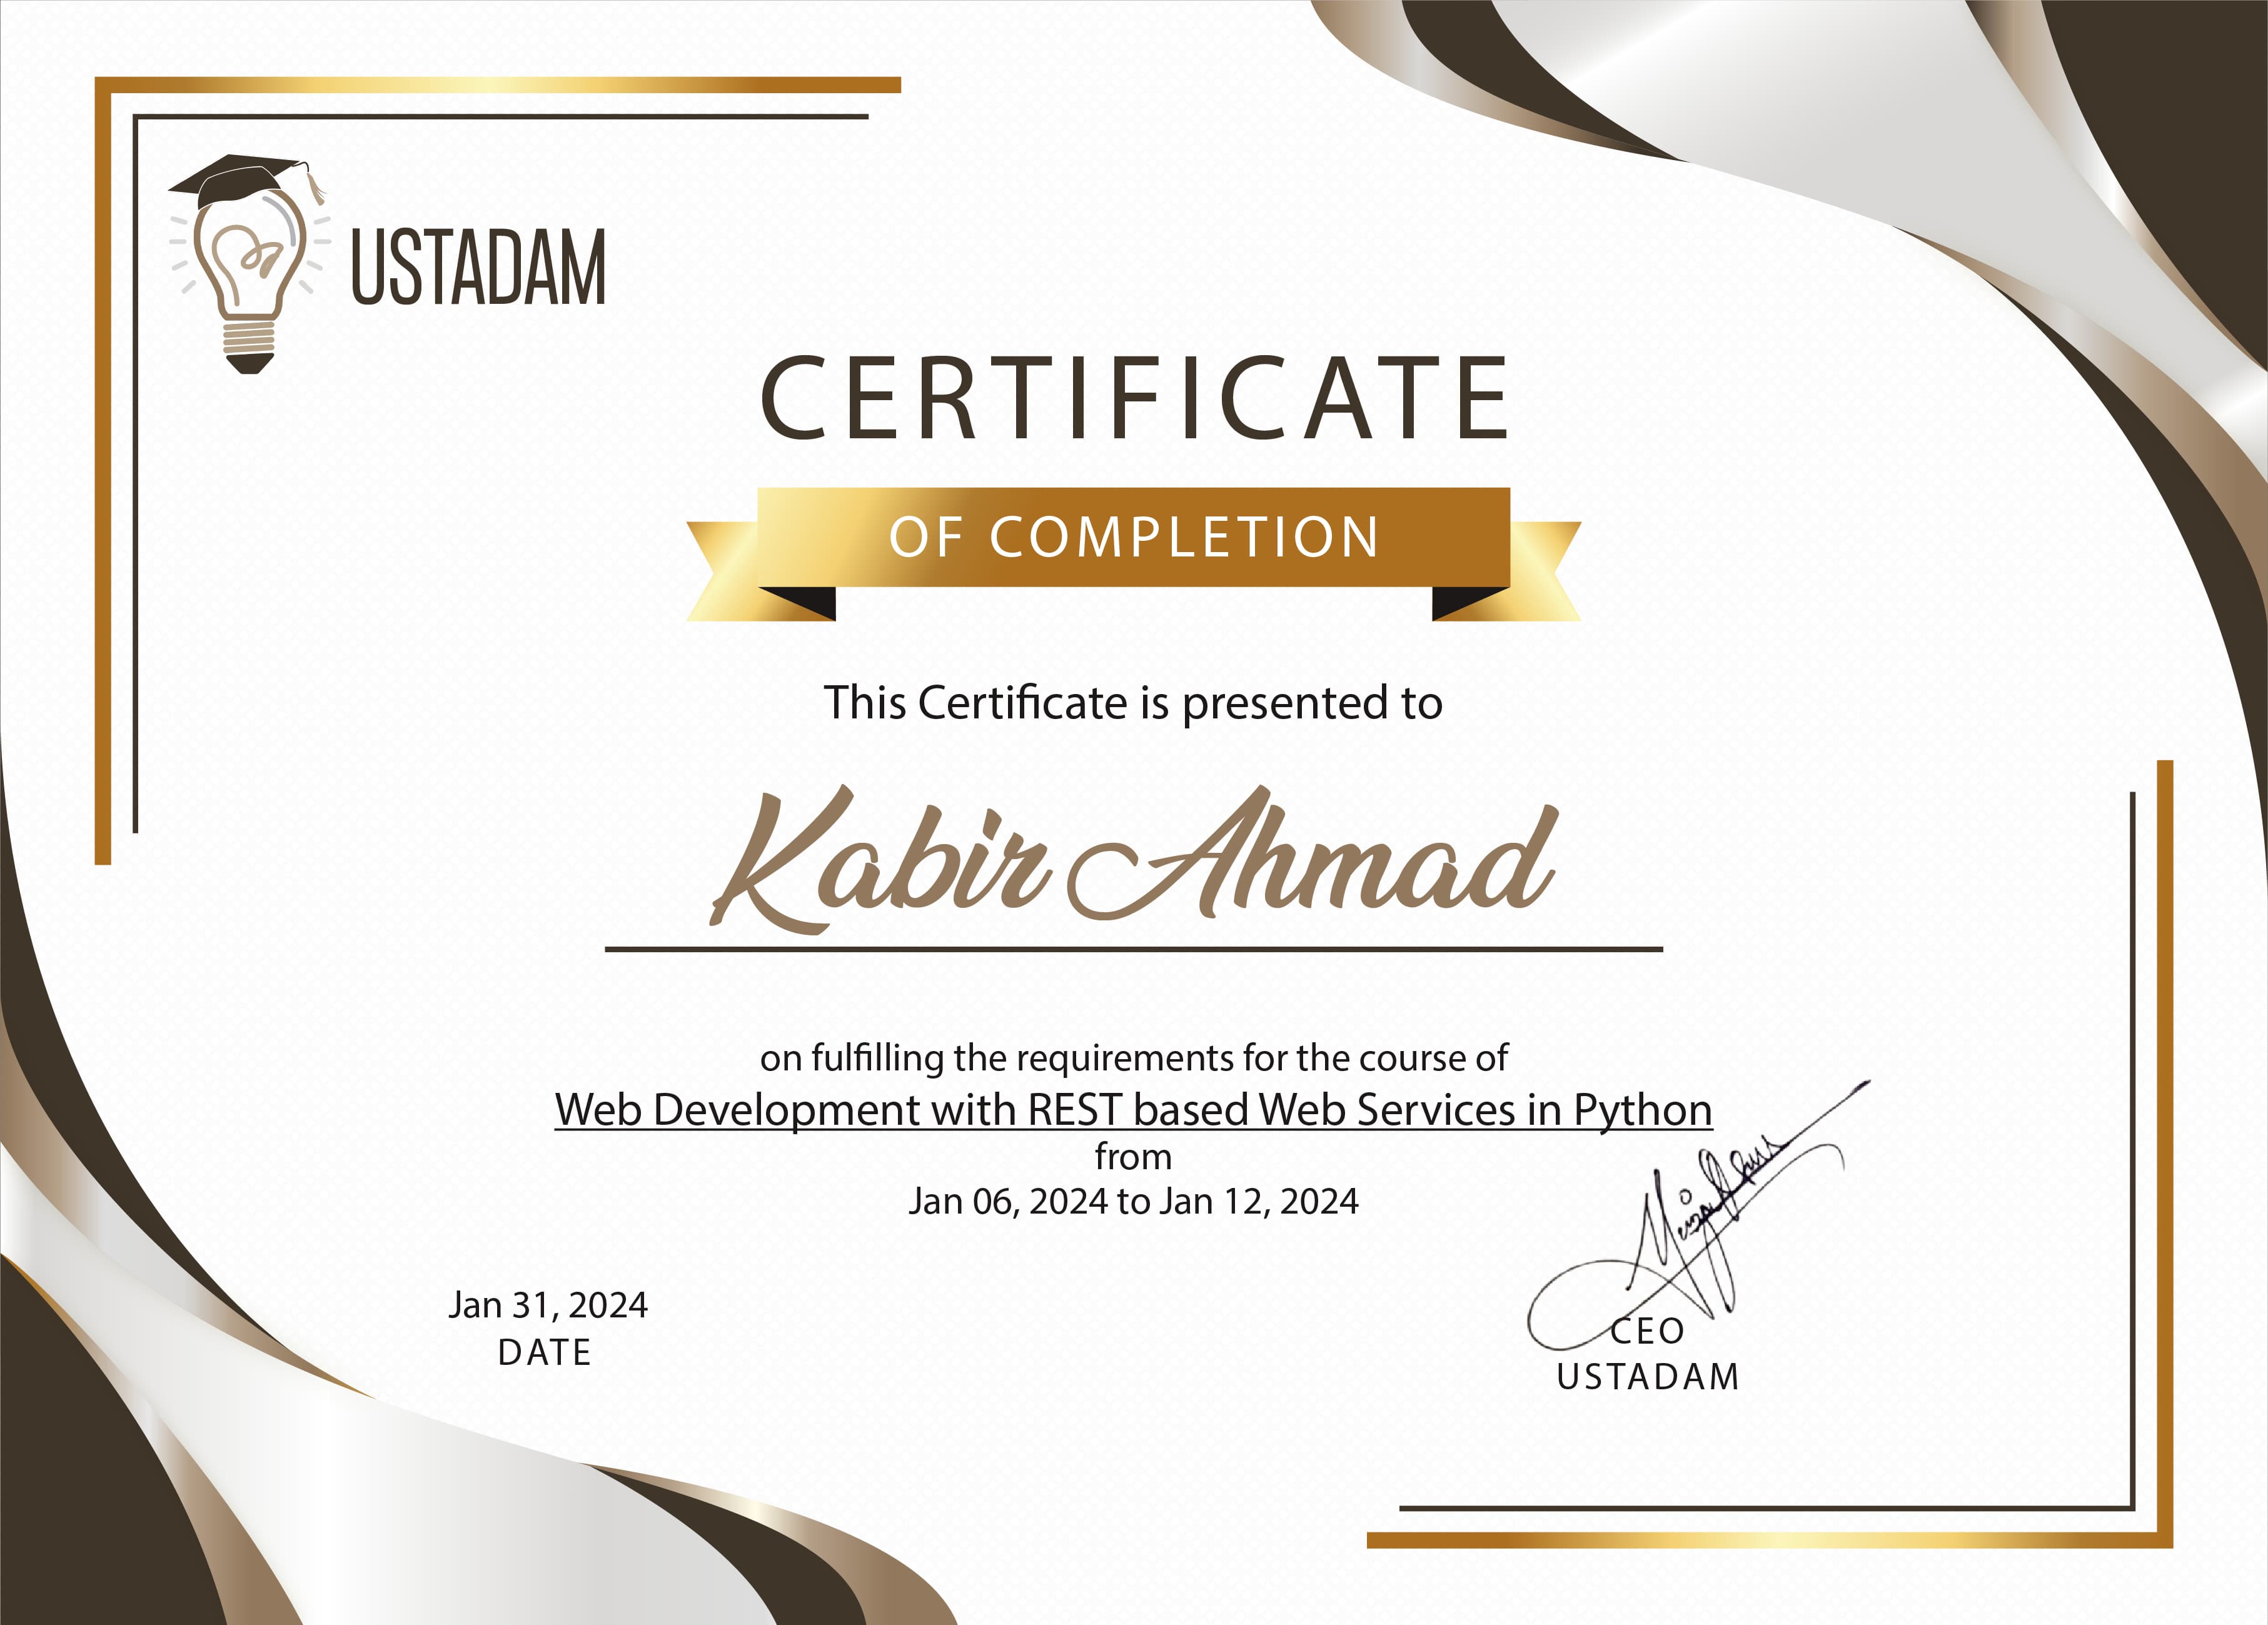 USTADAM
CERTIFICATE
OF COMPLETION
This Certificate is presented to
Kabir Ahmad
on fulfilling the requirements for the course of
Web Development with REST based Web Services in Python
from
Jan 06, 2024 to Jan 12, 2024
Jan 31, 2024
DATE
CEO
USTADAM